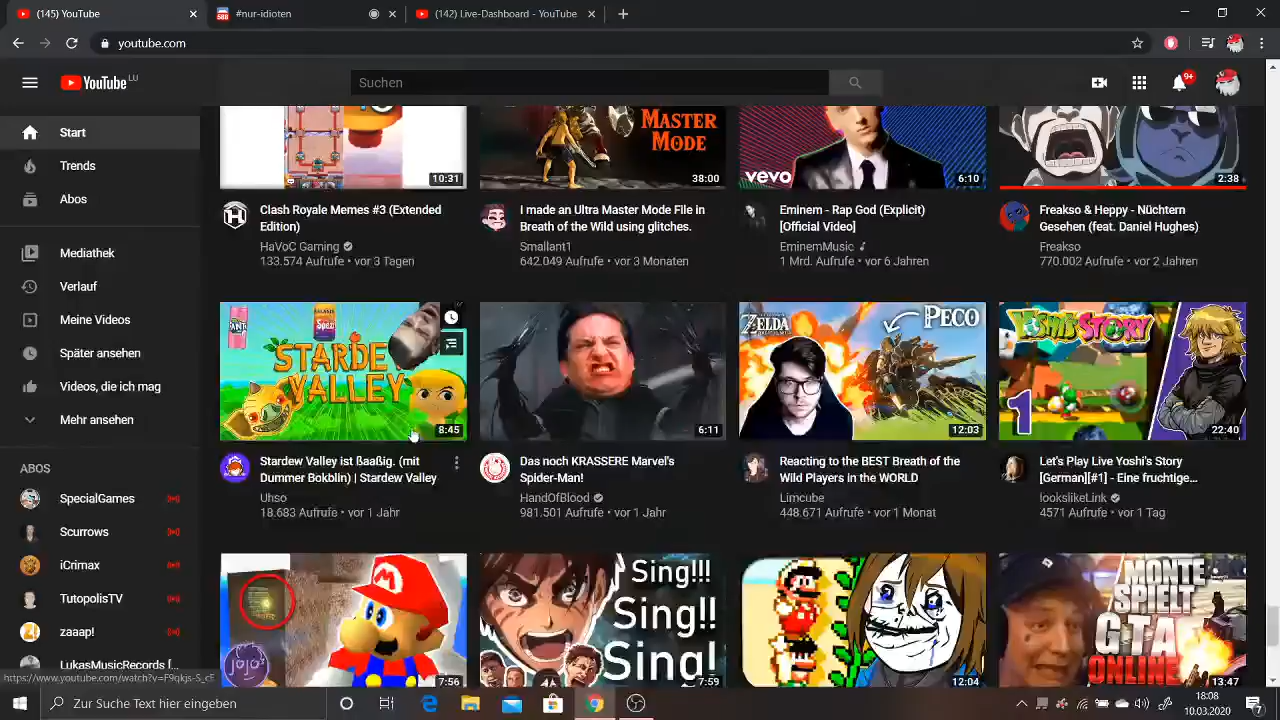 (145) YouTube
#nur-idioten
(142) Live-Dashboard - YouTube
youtube.com
YouTube LU
Suchen
9+
Start
Trends
Abos
Mediathek
Verlauf
Meine Videos
Später ansehen
Videos, die ich mag
Mehr ansehen
ABOS
SpecialGames
Scurrows
iCrimax
TutopolisTV
zaaap!
LukasMusicRecords [...
10:31
MASTER
MODE
38:00
vevo
6:10
2:38
Clash Royale Memes #3 (Extended
Edition)
HaVoC Gaming
133.574 Aufrufe • vor 3 Tagen
I made an Ultra Master Mode File in
Breath of the Wild using glitches.
Smallant1
642.049 Aufrufe • vor 3 Monaten
Eminem - Rap God (Explicit)
[Official Video]
EminemMusic
1 Mrd. Aufrufe • vor 6 Jahren
Freakso & Heppy - Nüchtern
Gesehen (feat. Daniel Hughes)
Freakso
770.002 Aufrufe • vor 2 Jahren
STARDE
VALLEY
8:45
6:11
ZELDA
PECO
12:03
YOSHI'S STORY
1
22:40
Stardew Valley ist ßaaßig. (mit
Dummer Bokblin) | Stardew Valley
Uhso
18.683 Aufrufe • vor 1 Jahr
Das noch KRASSERE Marvel's
Spider-Man!
HandOfBlood
981.501 Aufrufe • vor 1 Jahr
Reacting to the BEST Breath of the
Wild Players in the WORLD
Limcube
448.671 Aufrufe • vor 1 Monat
Let's Play Live Yoshi's Story
[German][#1] - Eine fruchtige...
lookslikeLink
4571 Aufrufe • vor 1 Tag
7:56
Sing!!!
Sing!!
Sing!
7:59
12:04
MONTE
SPIELT
GTA
ONLINE
13:47
Zur Suche Text hier eingeben
18:08
10.03.2020
7